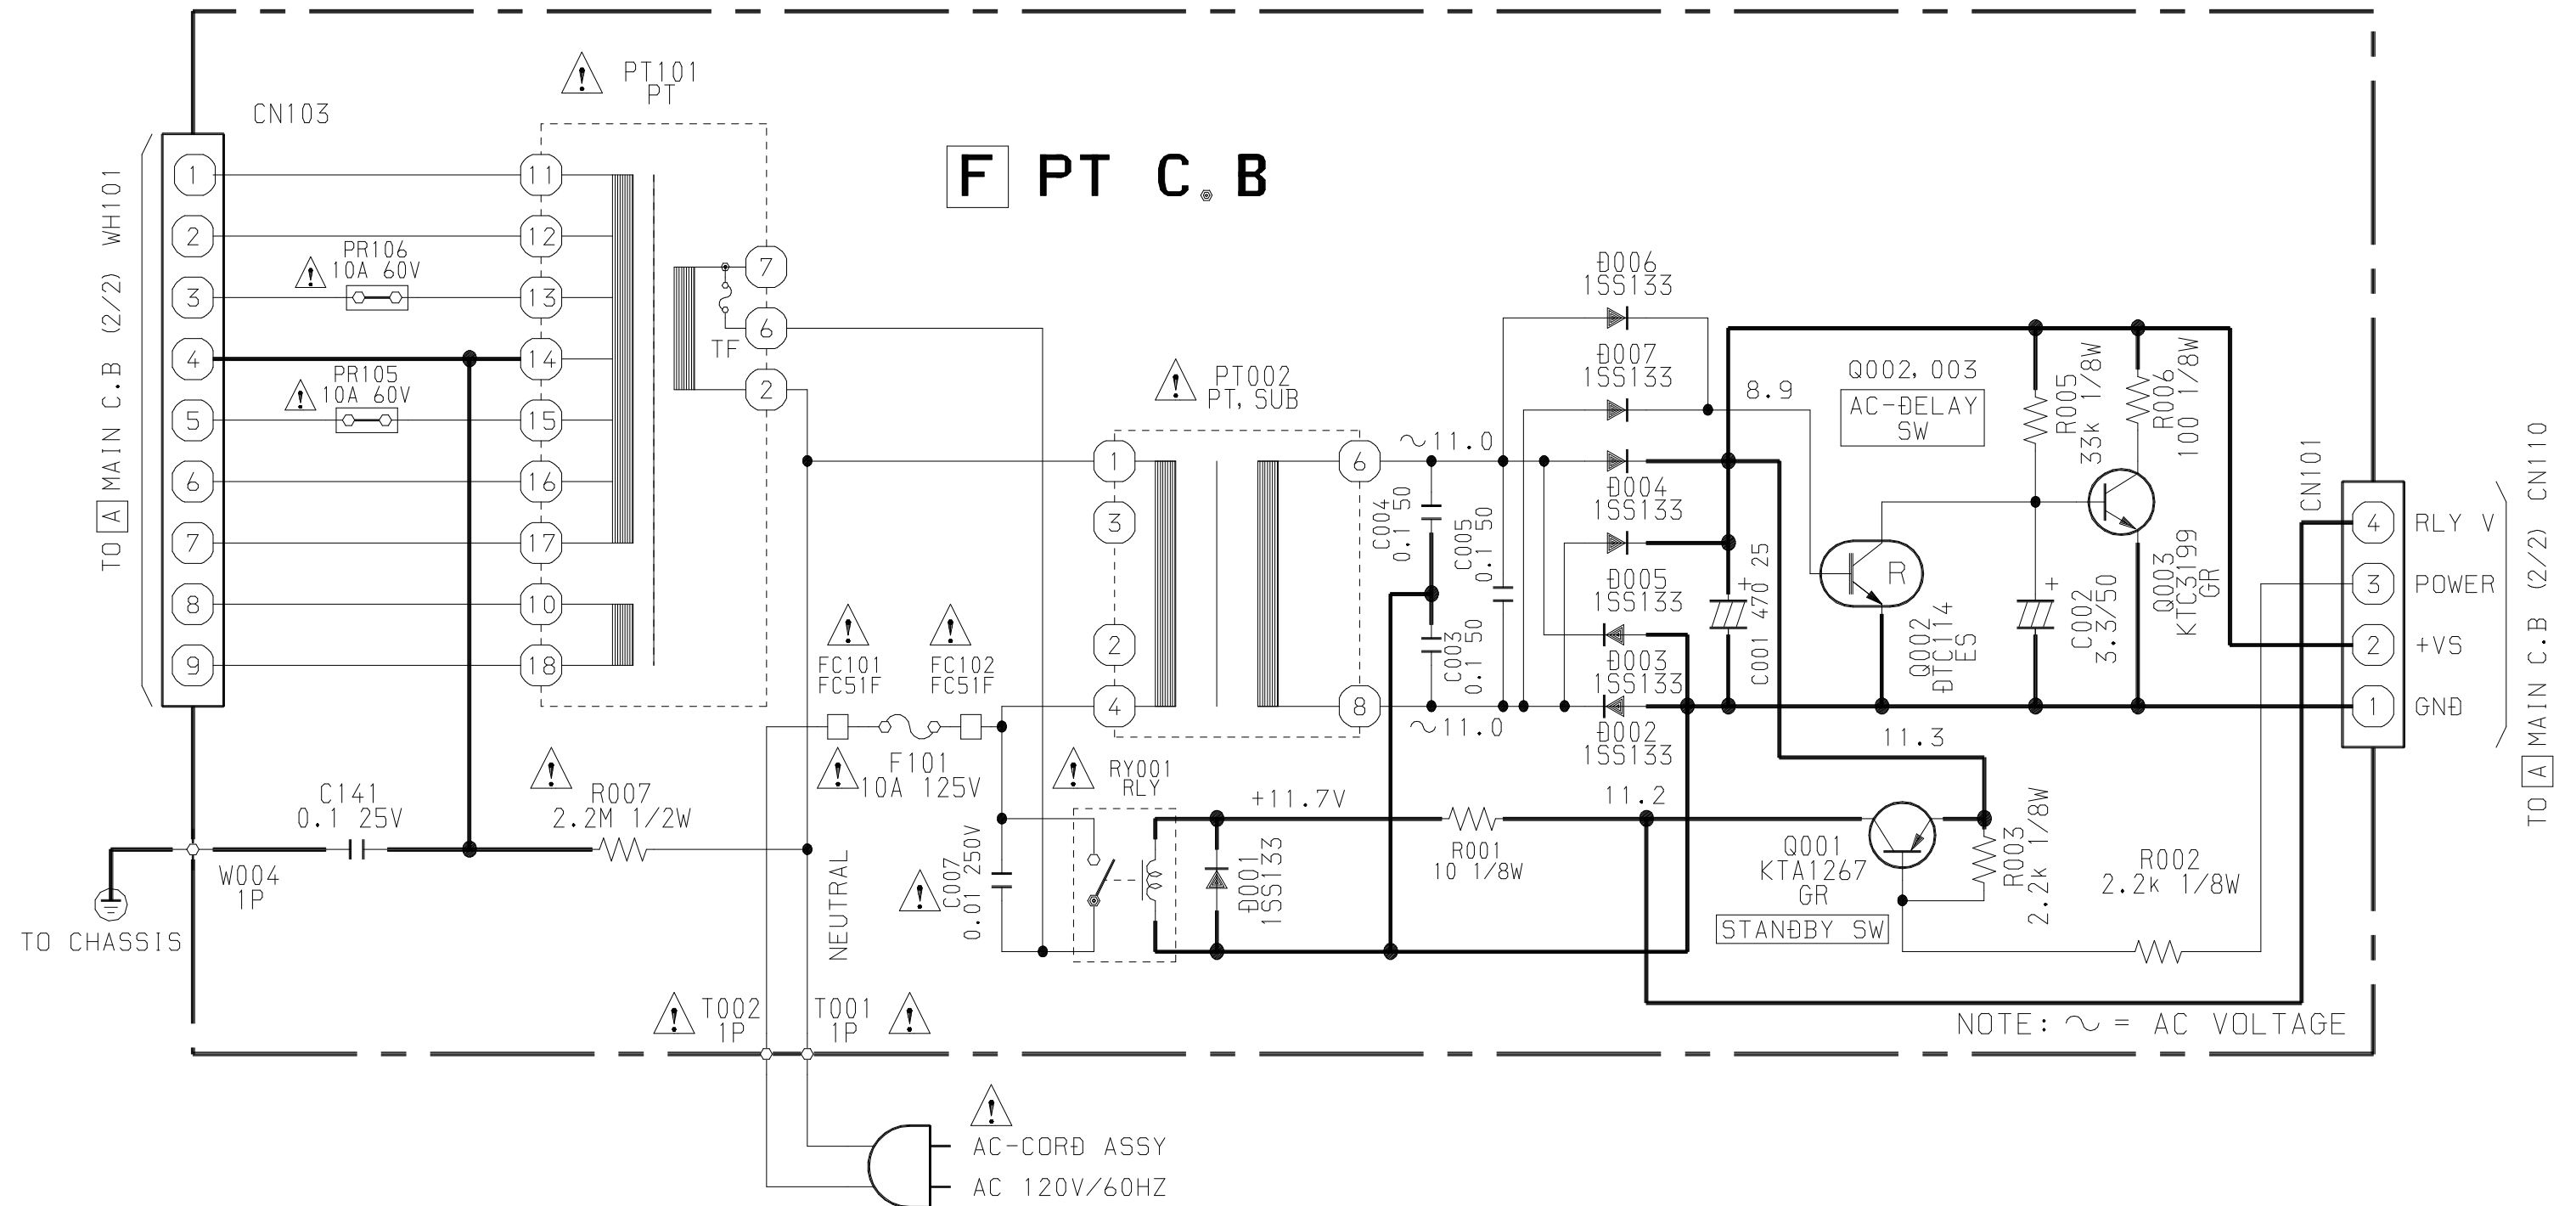 PT101
PT
CN103
F PT C.B
TO A MAIN C.B (2/2) WH101
1
2
3
4
5
6
7
8
9
PR106
10A 60V
PR105
10A 60V
11
12
13
14
15
16
17
10
18
7
6
2
TF
PT002
PT,SUB
1
3
2
4
6
8
~11.0
~11.0
C004
0.1 50
C005
0.1 50
C003
0.1 50
D006
1SS133
D007
1SS133
D004
1SS133
D005
1SS133
D003
1SS133
D002
1SS133
8.9
Q002,003
AC-DELAY
SW
R005
33k 1/8W
R006
100 1/8W
C001 470 25
+
R
Q002
DTC114
ES
+
C002
3.3/50
Q003
KTC3199
GR
CN101
4 RLY V
3 POWER
2 +VS
1 GND
TO A MAIN C.B (2/2) CN110
FC101
FC51F
FC102
FC51F
F101
10A 125V
RY001
RLY
C141
0.1 25V
R007
2.2M 1/2W
W004
1P
TO CHASSIS
NEUTRAL
C007
0.01 250V
+11.7V
D001
1SS133
R001
10 1/8W
11.2
11.3
Q001
KTA1267
GR
STANDBY SW
R003
2.2k 1/8W
R002
2.2k 1/8W
T002
1P
T001
1P
NOTE: ~ = AC VOLTAGE
AC-CORD ASSY
AC 120V/60HZ